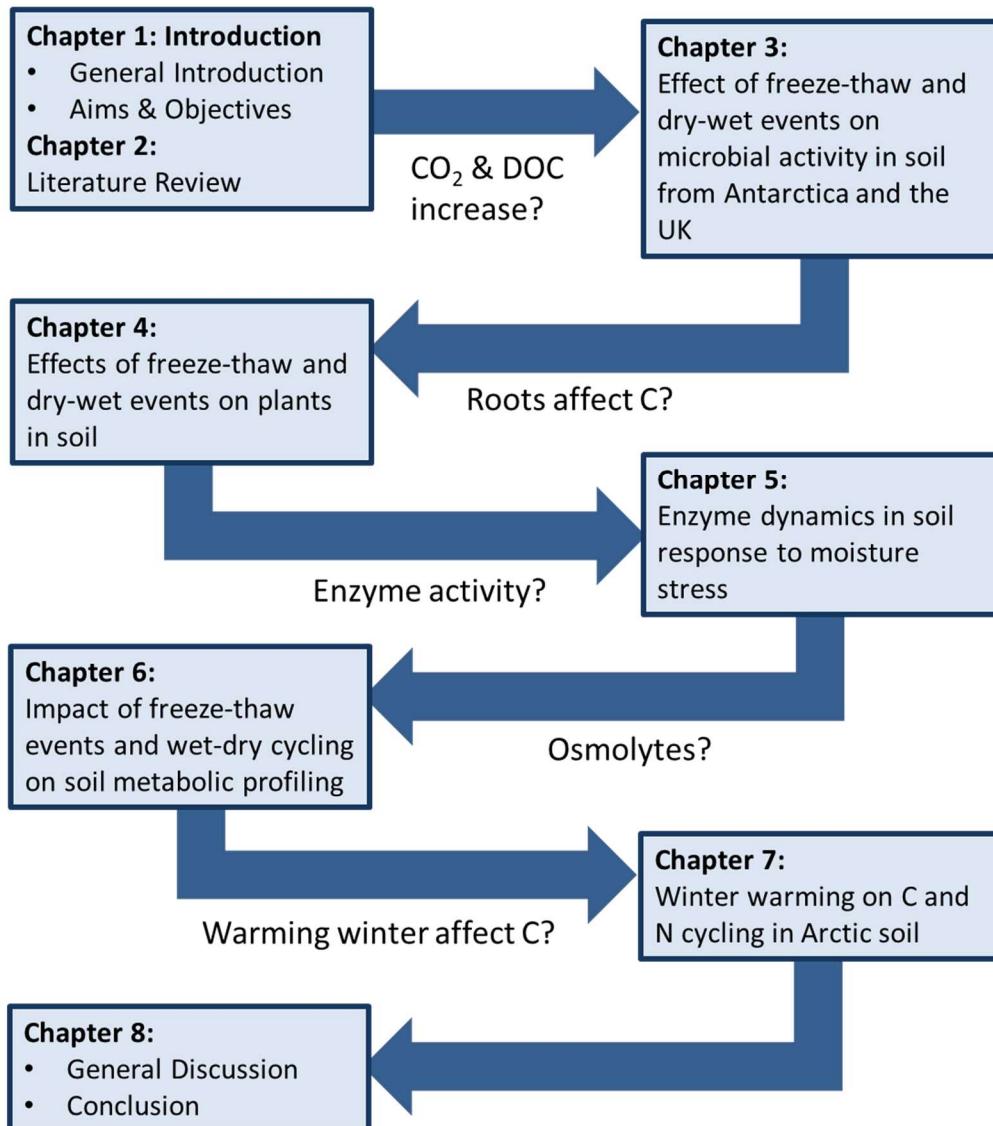 Chapter 1: Introduction
• General Introduction
• Aims & Objectives
Chapter 2:
Literature Review
CO₂ & DOC
increase?
Chapter 3:
Effect of freeze-thaw and
dry-wet events on
microbial activity in soil
from Antarctica and the
UK
Roots affect C?
Chapter 4:
Effects of freeze-thaw and
dry-wet events on plants
in soil
Enzyme activity?
Chapter 5:
Enzyme dynamics in soil
response to moisture
stress
Osmolytes?
Chapter 6:
Impact of freeze-thaw
events and wet-dry cycling
on soil metabolic profiling
Warming winter affect C?
Chapter 7:
Winter warming on C and
N cycling in Arctic soil
Chapter 8:
• General Discussion
• Conclusion